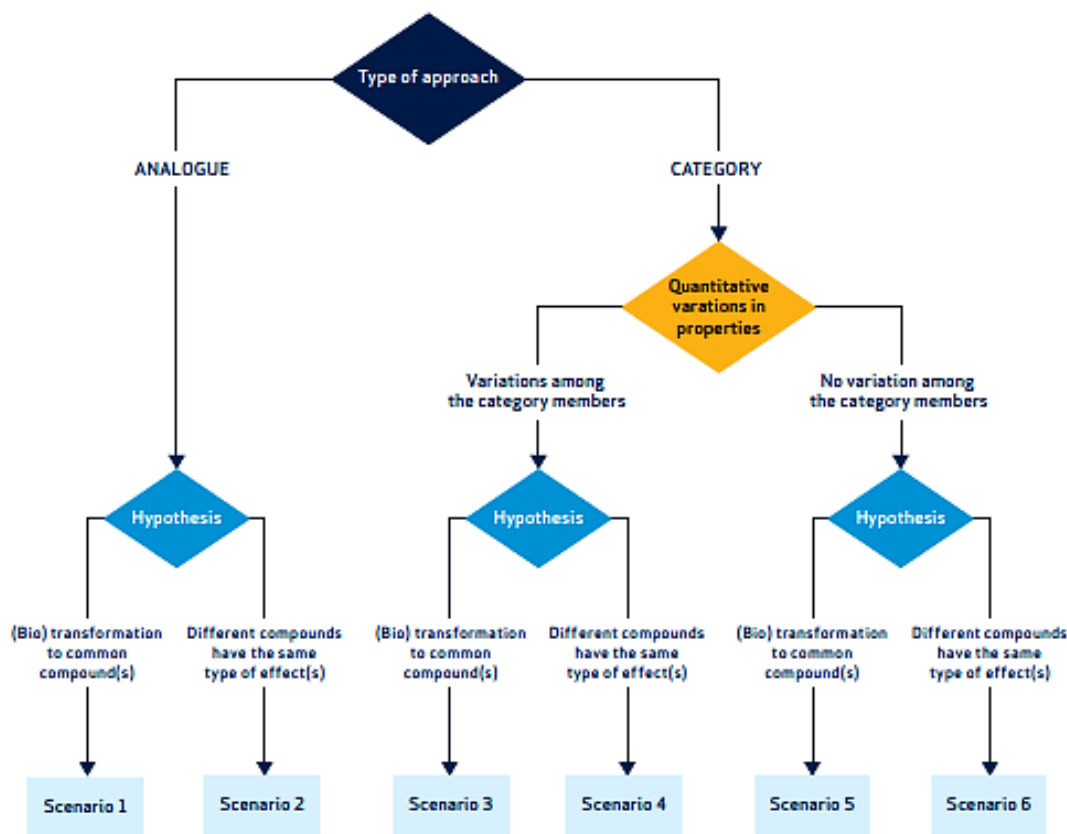 Type of approach
ANALOGUE
CATEGORY
Quantitative
varations in
properties
Variations among
the category members
No variation among
the category members
Hypothesis
Hypothesis
Hypothesis
(Bio) transformation
to common
compound(s)
Different compounds
have the same
type of effect(s)
(Bio) transformation
to common
compound(s)
Different compounds
have the same
type of effect(s)
(Bio) transformation
to common
compound(s)
Different compounds
have the same
type of effect(s)
Scenario 1
Scenario 2
Scenario 3
Scenario 4
Scenario 5
Scenario 6